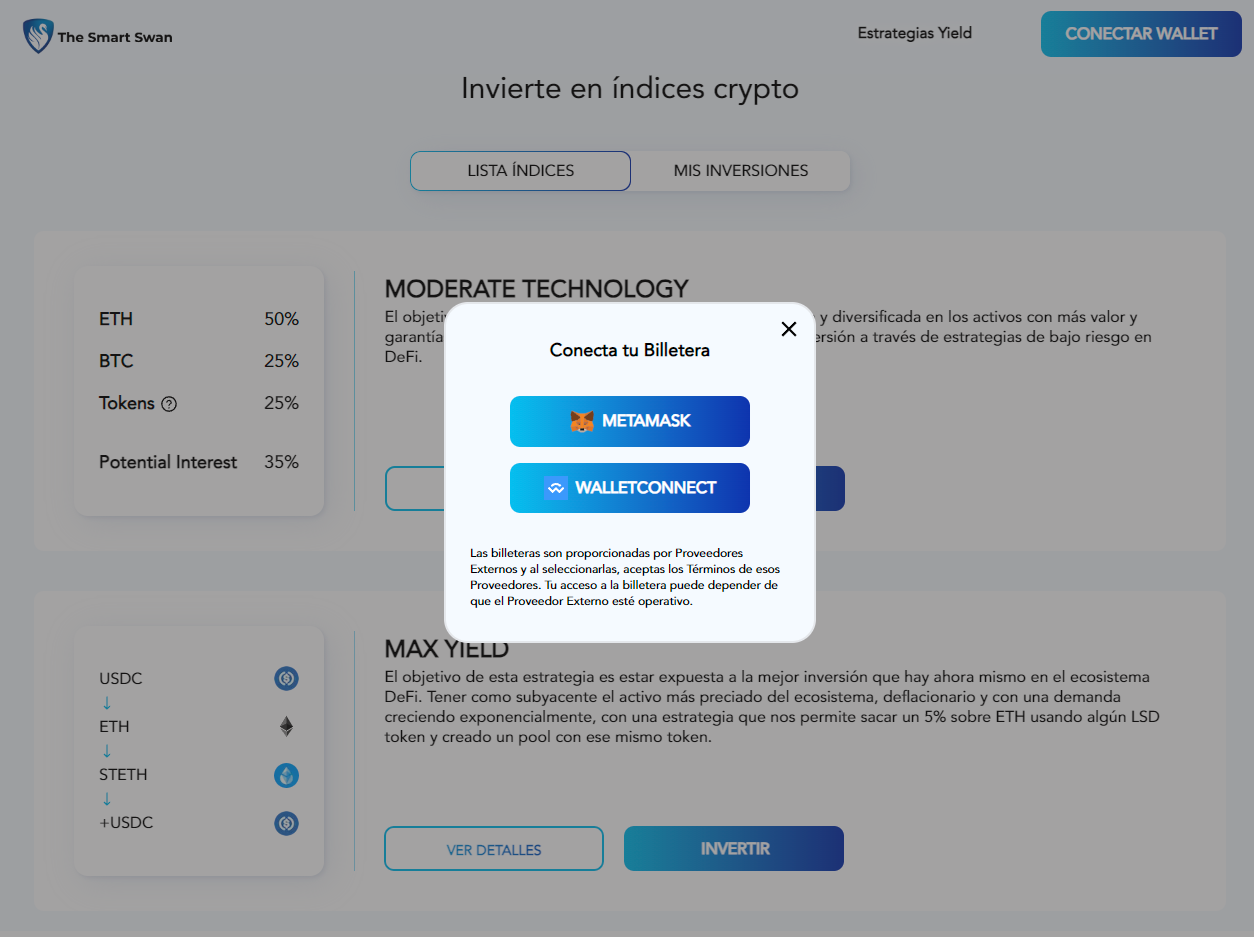 The Smart Swan
Estrategias Yield
CONECTAR WALLET
Invierte en índices crypto
LISTA ÍNDICES
MIS INVERSIONES
ETH 50%
BTC 25%
Tokens 25%
Potential Interest 35%
MODERATE TECHNOLOGY
El y diversificada en los activos con más valor y
garantía a través de estrategias de bajo riesgo en
DeFi.
Conecta tu Billetera
METAMASK
WALLETCONNECT
Las billeteras son proporcionadas por Proveedores
Externos y al seleccionarlas, aceptas los Términos de esos
Proveedores. Tu acceso a la billetera puede depender de
que el Proveedor Externo esté operativo.
USDC
ETH
STETH
+USDC
MAX YIELD
El objetivo de esta estrategia es estar expuesta a la mejor inversión que hay ahora mismo en el ecosistema
DeFi. Tener como subyacente el activo más preciado del ecosistema, deflacionario y con una demanda
creciendo exponencialmente, con una estrategia que nos permite sacar un 5% sobre ETH usando algún LSD
token y creado un pool con ese mismo token.
VER DETALLES
INVERTIR